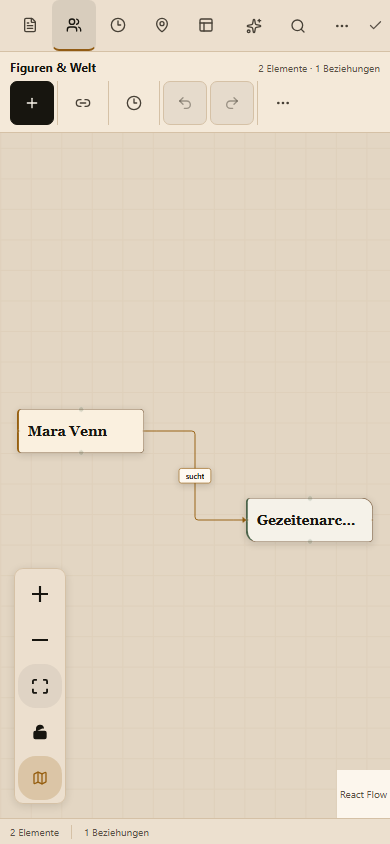 Figuren & Welt
2 Elemente · 1 Beziehungen
Mara Venn
sucht
Gezeitenarc...
React Flow
2 Elemente
1 Beziehungen